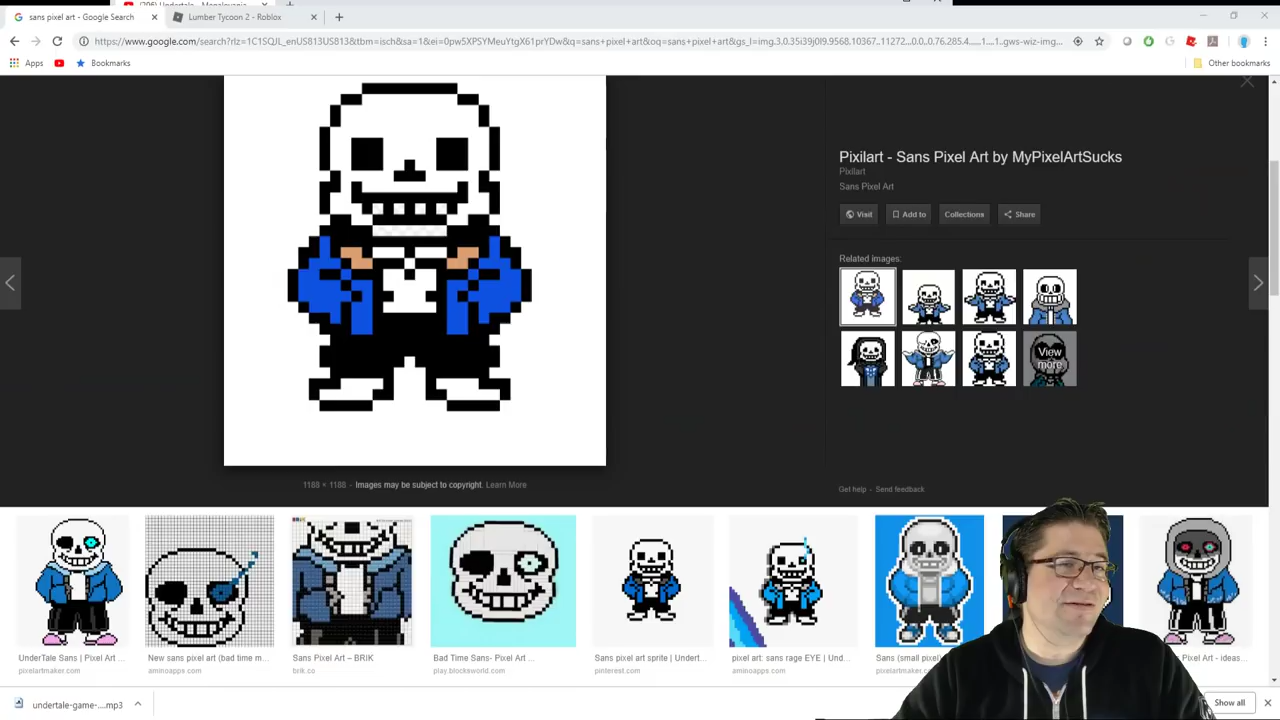 sans pixel art - Google Search
Lumber Tycoon 2 - Roblox
https://www.google.com/search?rlz=1C1SQJL_enUS813US813&tbm=isch&sa=1&ei=0pw5XPSYMeuYtgX61prYDw&q=sans+pixel+art&oq=sans+pixel+art&gs_l=img.3.0.35i39j0l9.9568.10367..11272...0.0..0.76.285.4......1....1..gws-wiz-img...
Apps
Bookmarks
Other bookmarks
Pixilart - Sans Pixel Art by MyPixelArtSucks
Pixilart
Sans Pixel Art
Visit
Add to
Collections
Share
Related images:
View
more
1188 × 1188 - Images may be subject to copyright. Learn More
Get help - Send feedback
UnderTale Sans | Pixel Art ...
pixelartmaker.com
New sans pixel art (bad time m...
aminoapps.com
Sans Pixel Art – BRIK
brik.co
Bad Time Sans- Pixel Art ...
play.blocksworld.com
Sans pixel art sprite | Undert...
pinterest.com
pixel art: sans rage EYE | Und...
aminoapps.com
Sans (small pixel)
pixelartmaker.co
Pixel Art - ideas...
pixelartmaker.com
undertale-game-....mp3
Show all